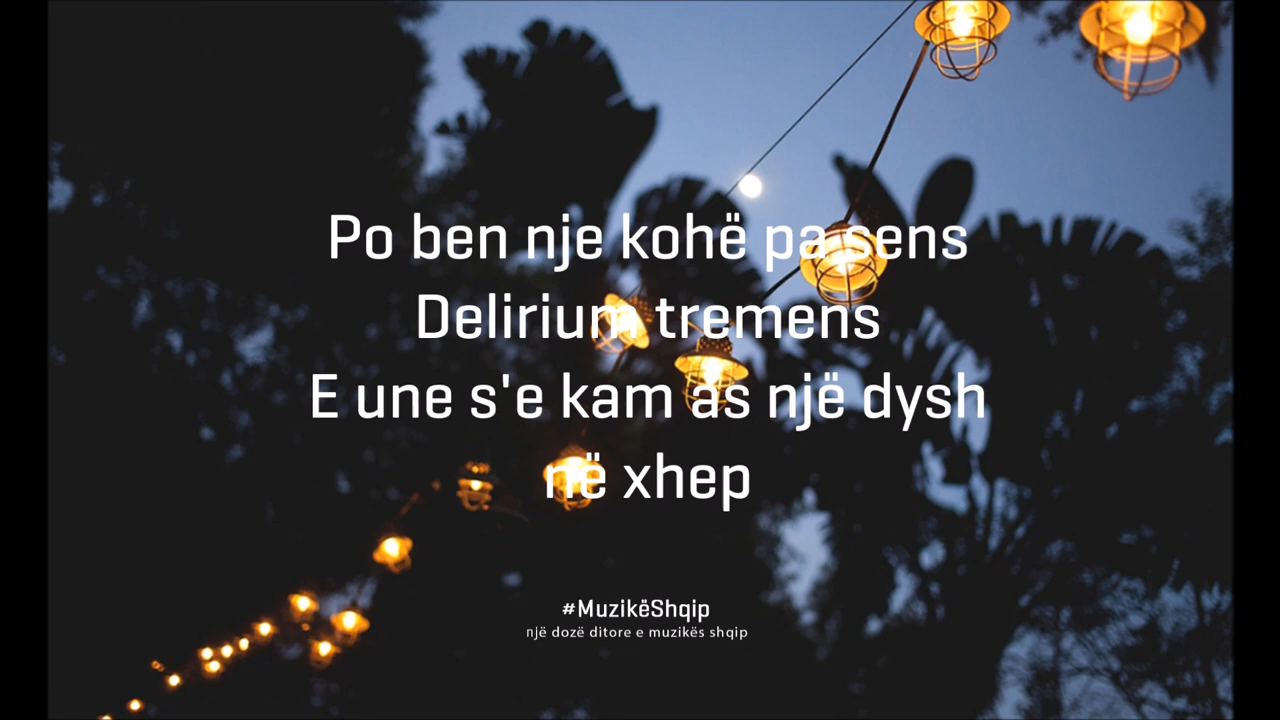 Po ben nje kohë pa sens
Delirium tremens
E une s'e kam as një dysh
në xhep
#MuzikëShqip
një dozë ditore e muzikës shqip